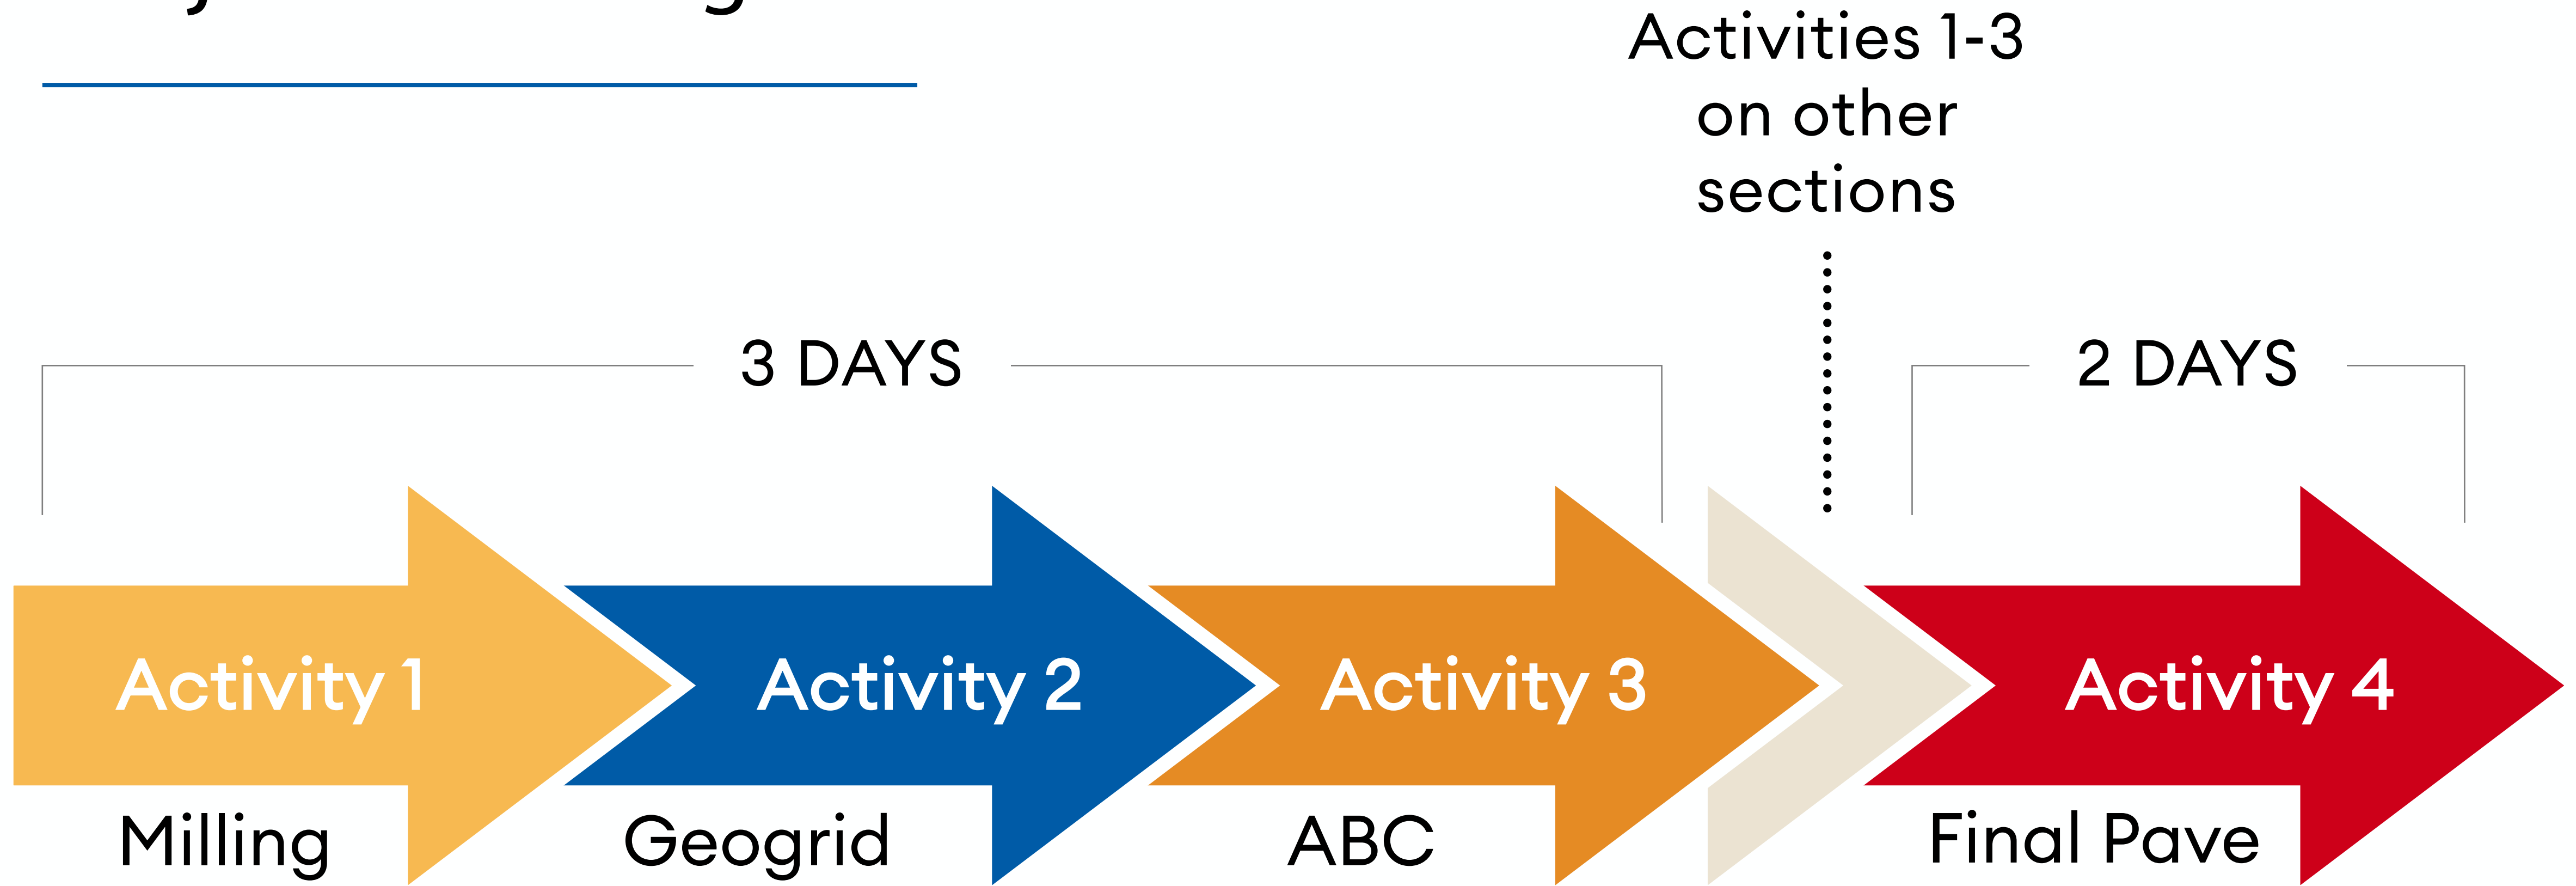 Activities 1-3
on other
sections
3 DAYS
2 DAYS
Activity 1
Activity 2
Activity 3
Activity 4
Milling
Geogrid
ABC
Final Pave